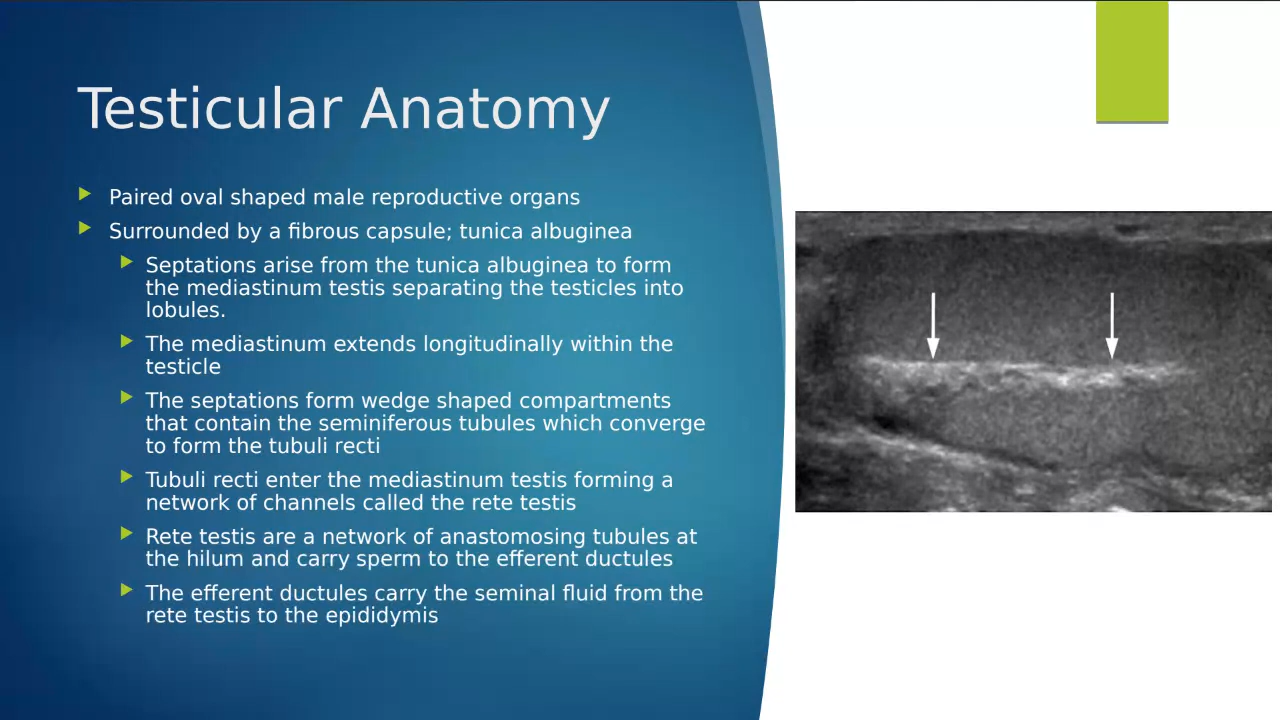 Testicular Anatomy
Paired oval shaped male reproductive organs
Surrounded by a fibrous capsule; tunica albuginea
Septations arise from the tunica albuginea to form
the mediastinum testis separating the testicles into
lobules.
The mediastinum extends longitudinally within the
testicle
The septations form wedge shaped compartments
that contain the seminiferous tubules which converge
to form the tubuli recti
Tubuli recti enter the mediastinum testis forming a
network of channels called the rete testis
Rete testis are a network of anastomosing tubules at
the hilum and carry sperm to the efferent ductules
The efferent ductules carry the seminal fluid from the
rete testis to the epididymis